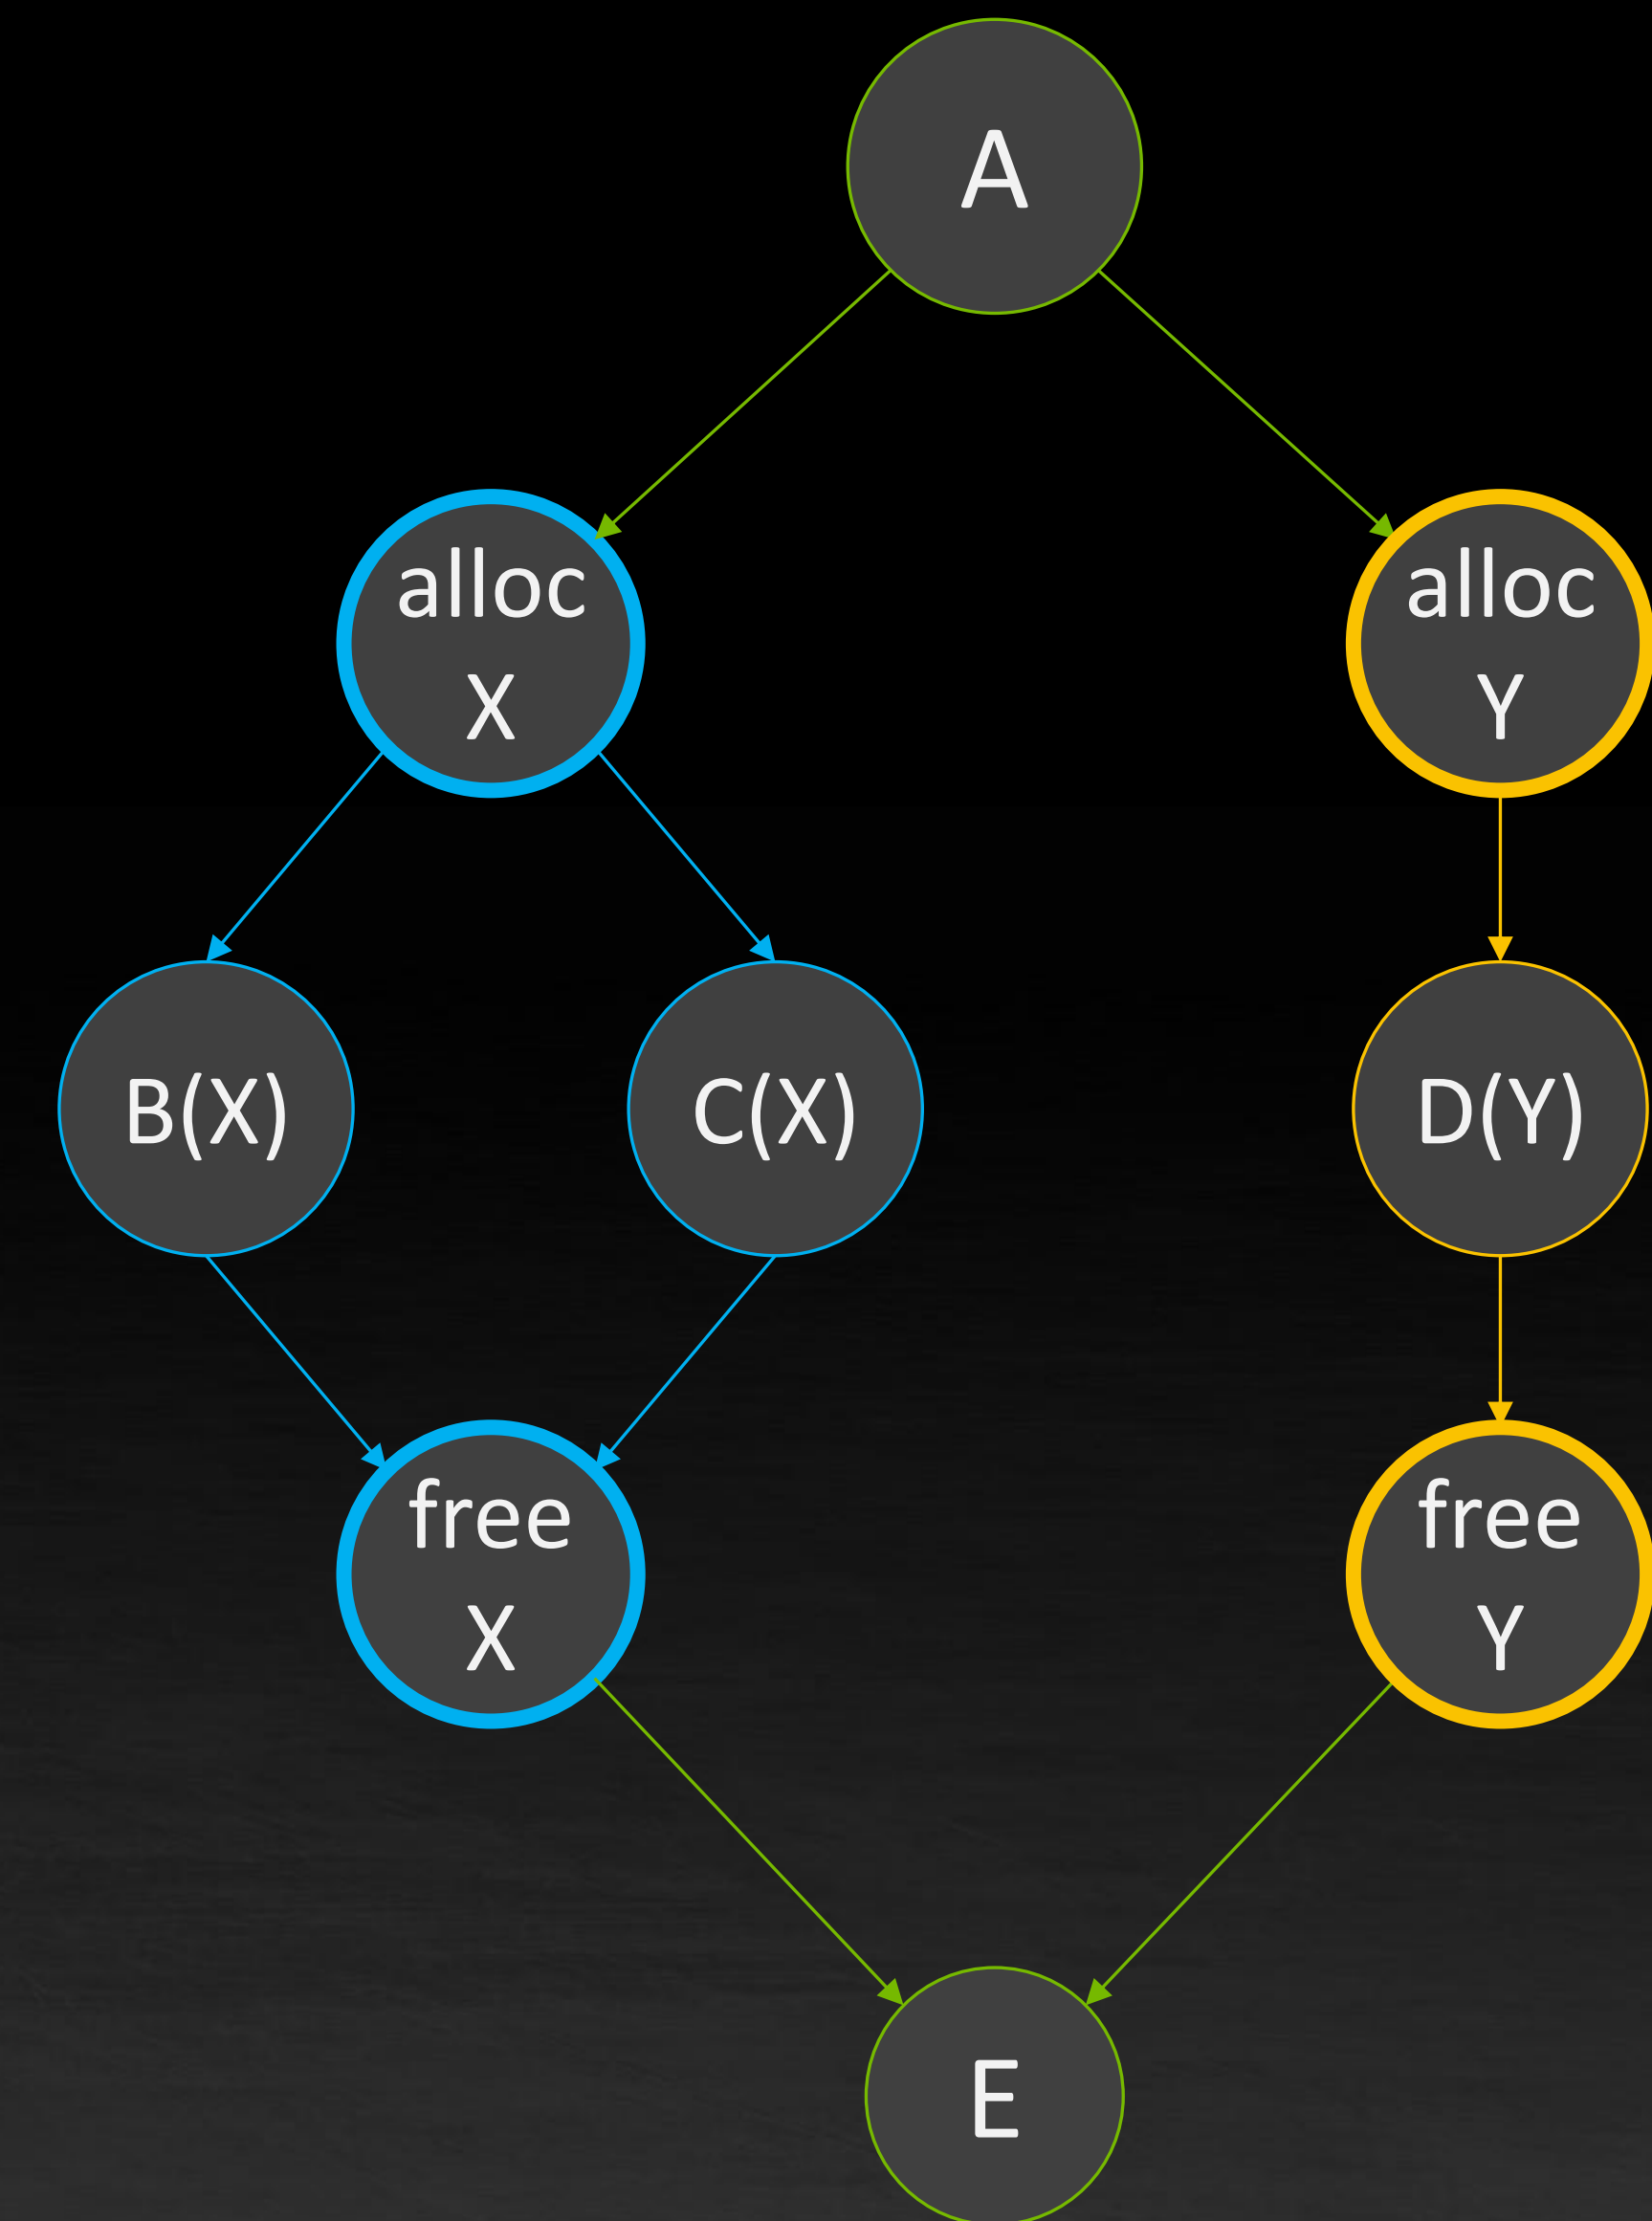 A
alloc
X
alloc
Y
B(X)
C(X)
D(Y)
free
X
free
Y
E